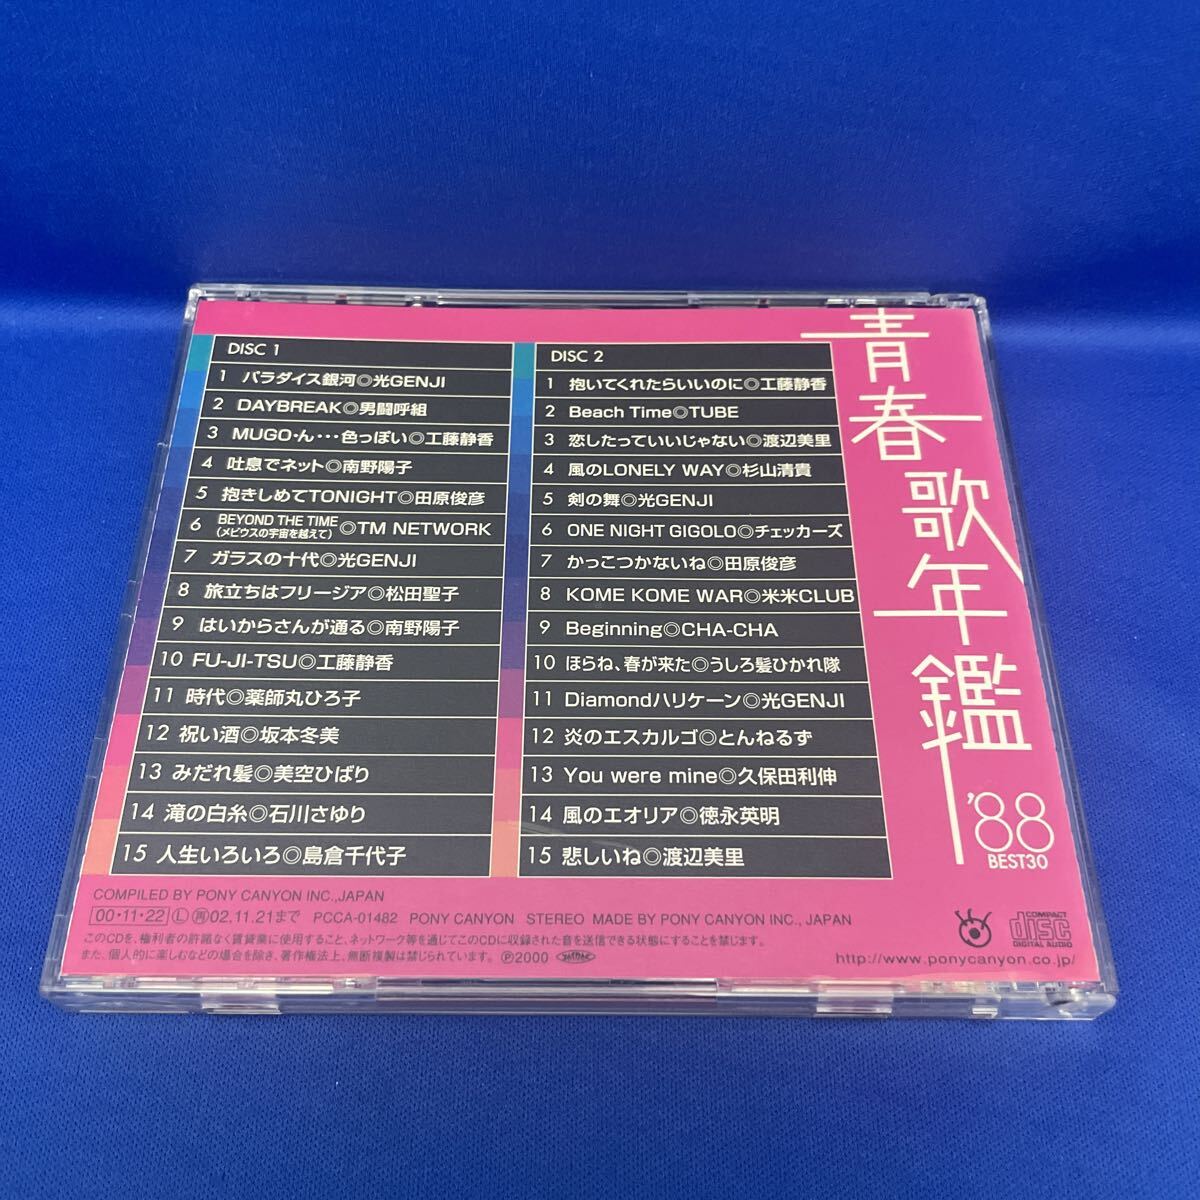 DISC 1
1 パラダイス銀河◎光GENJI
2 DAYBREAK◎男闘呼組
3 MUGO・ん・・・色っぽい◎工藤静香
4 吐息でネット◎南野陽子
5 抱きしめてTONIGHT◎田原俊彦
6 BEYOND THE TIME(メビウスの宇宙を越えて)◎TM NETWORK
7 ガラスの十代◎光GENJI
8 旅立ちはフリージア◎松田聖子
9 はいからさんが通る◎南野陽子
10 FU-JI-TSU◎工藤静香
11 時代◎薬師丸ひろ子
12 祝い酒◎坂本冬美
13 みだれ髪◎美空ひばり
14 滝の白糸◎石川さゆり
15 人生いろいろ◎島倉千代子
DISC 2
1 抱いてくれたらいいのに◎工藤静香
2 Beach Time◎TUBE
3 恋したっていいじゃない◎渡辺美里
4 風のLONELY WAY◎杉山清貴
5 剣の舞◎光GENJI
6 ONE NIGHT GIGOLO◎チェッカーズ
7 かっこつかないね◎田原俊彦
8 KOME KOME WAR◎米米CLUB
9 Beginning◎CHA-CHA
10 ほらね、春が来た◎うしろ髪ひかれ隊
11 Diamondハリケーン◎光GENJI
12 炎のエスカルゴ◎とんねるず
13 You were mine◎久保田利伸
14 風のエオリア◎徳永英明
15 悲しいね◎渡辺美里
青春歌年鑑
'88
BEST30
COMPILED BY PONY CANYON INC.,JAPAN
00・11・22 Ⓛ ㊞02.11.21まで PCCA-01482 PONY CANYON STEREO MADE BY PONY CANYON INC., JAPAN
このCDを、権利者の許諾なく賃貸業に使用すること、ネットワーク等を通じてこのCDに収録された音を送信できる状態にすることを禁じます。
また、個人的に楽しむなどの場合を除き、著作権法上、無断複製は禁じられています。 ℗2000 JASRAC
COMPACT
disc
DIGITAL AUDIO
http://www.ponycanyon.co.jp/